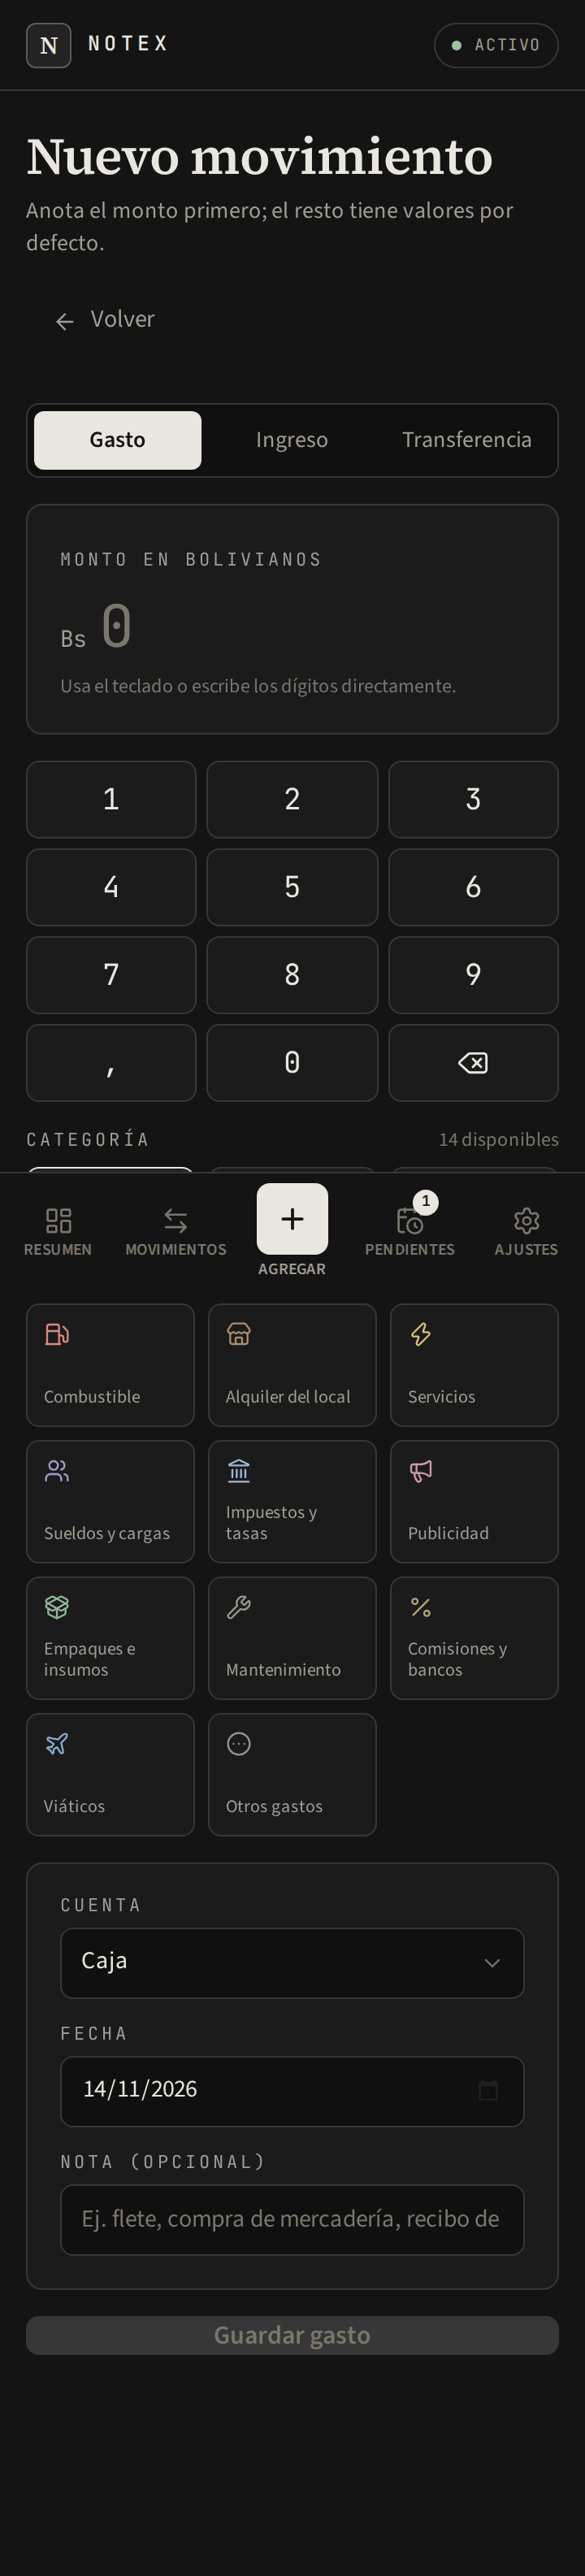 N NOTEX
ACTIVO
Nuevo movimiento
Anota el monto primero; el resto tiene valores por
defecto.
Volver
Gasto Ingreso Transferencia
MONTO EN BOLIVIANOS
Bs 0
Usa el teclado o escribe los dígitos directamente.
1 2 3
4 5 6
7 8 9
, 0
CATEGORÍA 14 disponibles
1
RESUMEN MOVIMIENTOS AGREGAR PENDIENTES AJUSTES
Combustible Alquiler del local Servicios
Sueldos y cargas
Impuestos y
tasas
Publicidad
Empaques e
insumos
Mantenimiento
Comisiones y
bancos
Viáticos Otros gastos
CUENTA
Caja
FECHA
14/11/2026
NOTA (OPCIONAL)
Ej. flete, compra de mercadería, recibo de
Guardar gasto